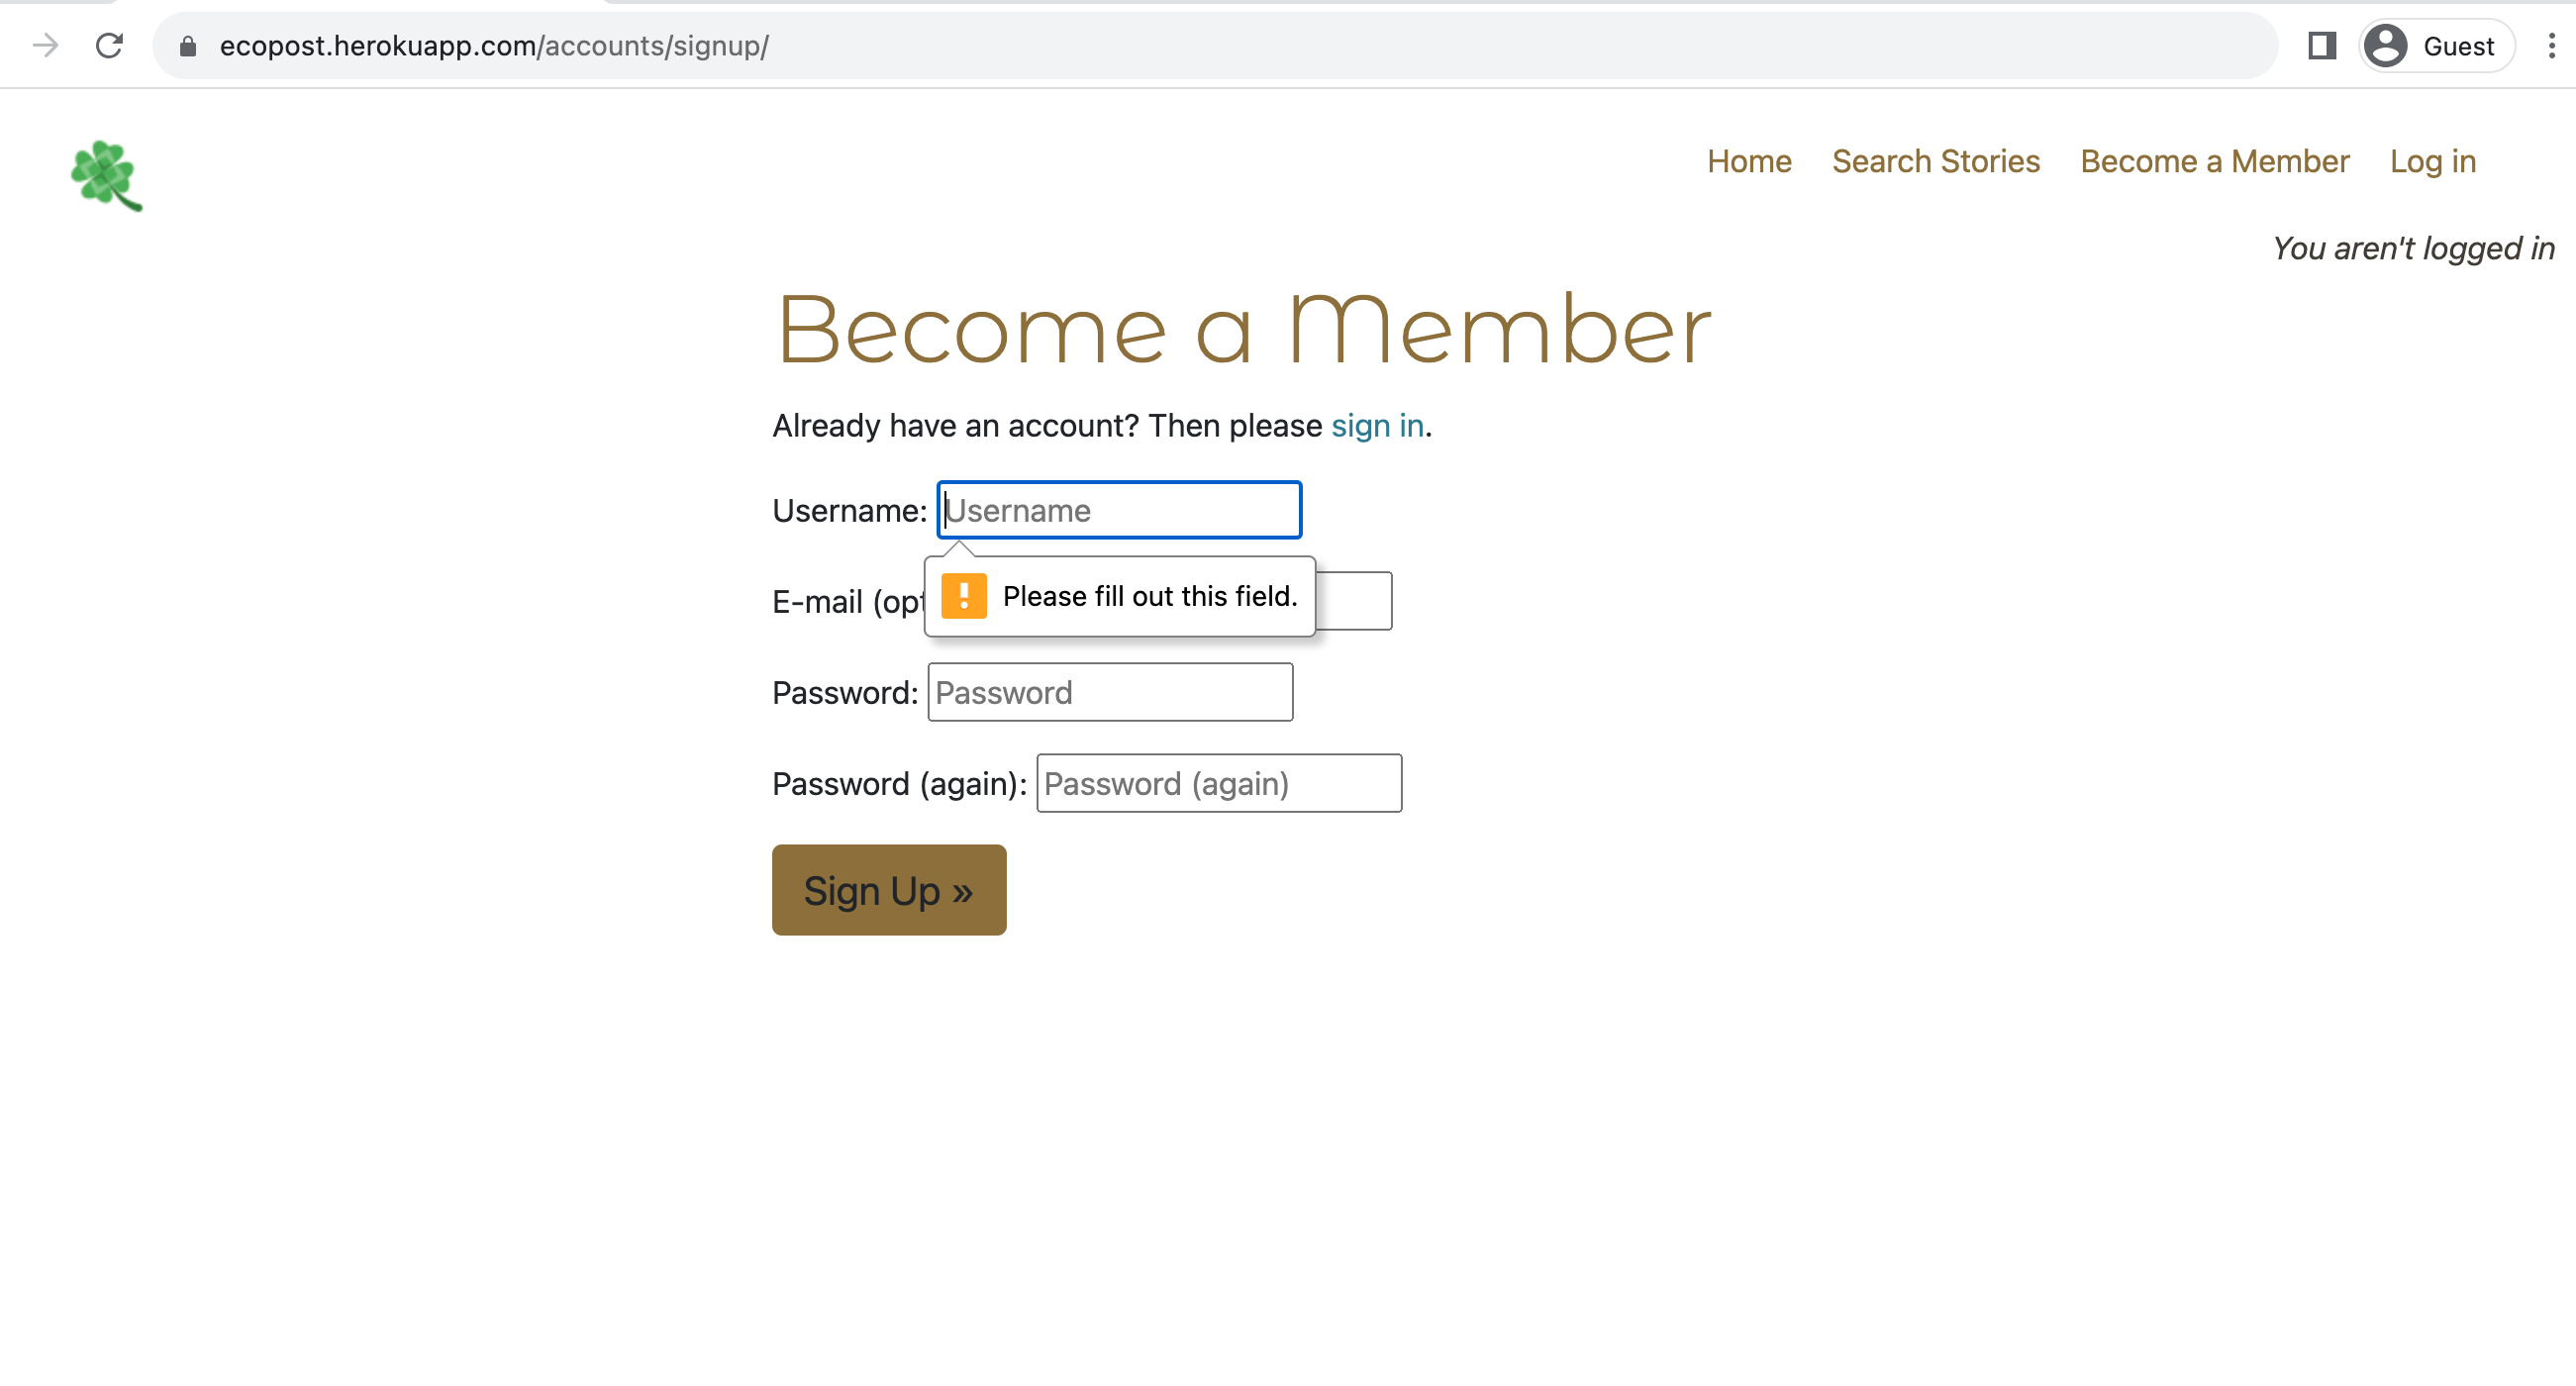 ecopost.herokuapp.com/accounts/signup/
Guest
Home Search Stories Become a Member Log in
You aren't logged in
Become a Member
Already have an account? Then please sign in.
Username: Username
Please fill out this field.
E-mail (opt
Password: Password
Password (again): Password (again)
Sign Up »